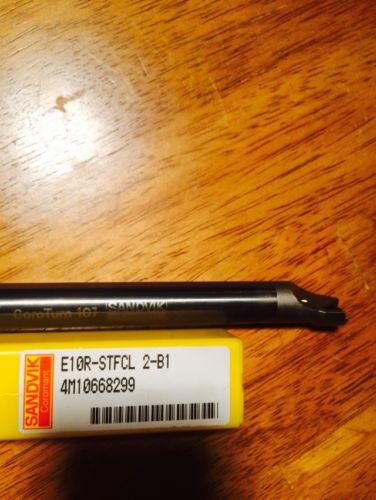 CoroTurn 107 SANDVIK
E10R-STFCL 2-B1
4M10668299
SANDVIK
Coromant